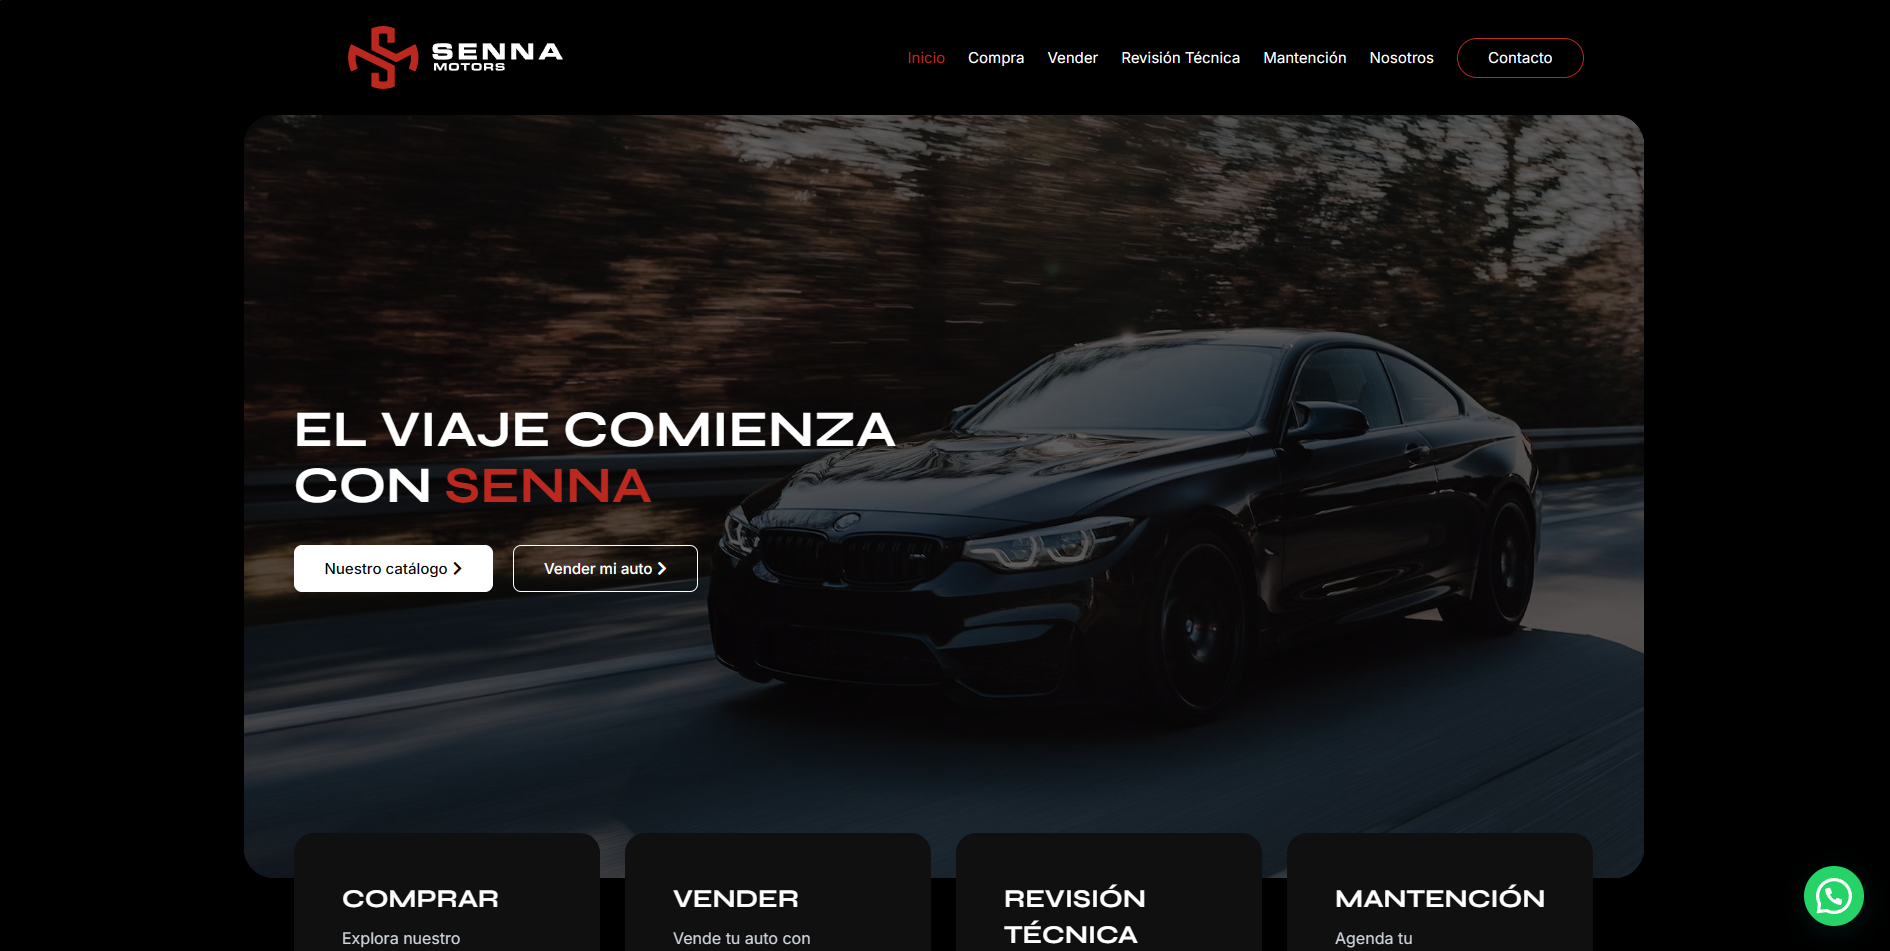 SENNA
MOTORS
Inicio Compra Vender Revisión Técnica Mantención Nosotros Contacto
EL VIAJE COMIENZA
CON SENNA
Nuestro catálogo Vender mi auto
COMPRAR
Explora nuestro
VENDER
Vende tu auto con
REVISIÓN
TÉCNICA
MANTENCIÓN
Agenda tu